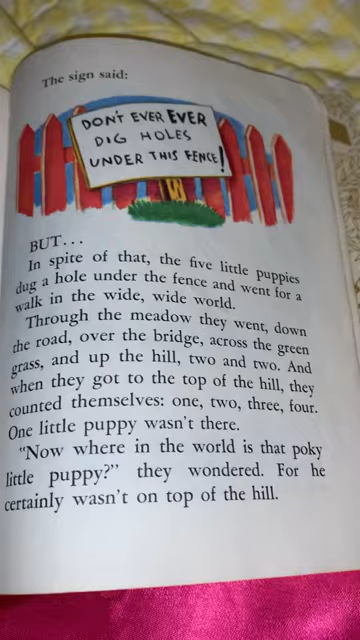 The sign said:
DON'T EVER EVER
DIG HOLES
UNDER THIS FENCE!
BUT...
In spite of that, the five little puppies
dug a hole under the fence and went for a
walk in the wide, wide world.
Through the meadow they went, down
the road, over the bridge, across the green
grass, and up the hill, two and two. And
when they got to the top of the hill, they
counted themselves: one, two, three, four.
One little puppy wasn't there.
"Now where in the world is that poky
little puppy?" they wondered. For he
certainly wasn't on top of the hill.